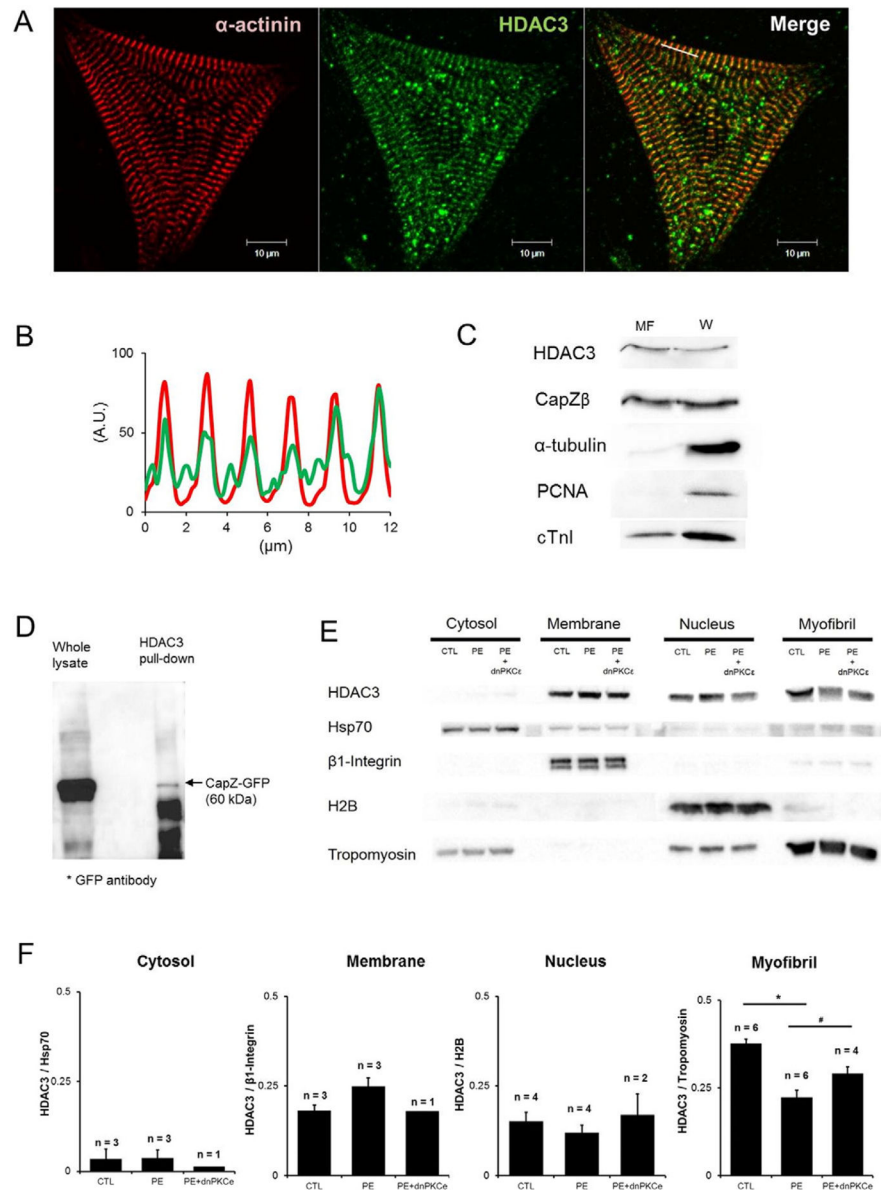 A
α-actinin
HDAC3
Merge
10 µm
10 µm
10 µm
B
100
50
0
(A.U.)
0 2 4 6 8 10 12
(µm)
C
MF W
HDAC3
CapZβ
α-tubulin
PCNA
cTnI
D
Whole
lysate
HDAC3
pull-down
CapZ-GFP
(60 kDa)
* GFP antibody
E
Cytosol Membrane Nucleus Myofibril
CTL PE PE + dnPKCε CTL PE PE + dnPKCε CTL PE PE + dnPKCε CTL PE PE + dnPKCε
HDAC3
Hsp70
β1-Integrin
H2B
Tropomyosin
F
Cytosol
HDAC3 / Hsp70
0.5
0.25
0
n = 3 n = 3 n = 1
CTL PE PE+dnPKCe
Membrane
HDAC3 / β1-Integrin
0.5
0.25
0
n = 3 n = 3 n = 1
CTL PE PE+dnPKCe
Nucleus
HDAC3 / H2B
0.5
0.25
0
n = 4 n = 4 n = 2
CTL PE PE+dnPKCe
Myofibril
HDAC3 / Tropomyosin
0.5
0.25
0
* #
n = 6 n = 6 n = 4
CTL PE PE+dnPKCe